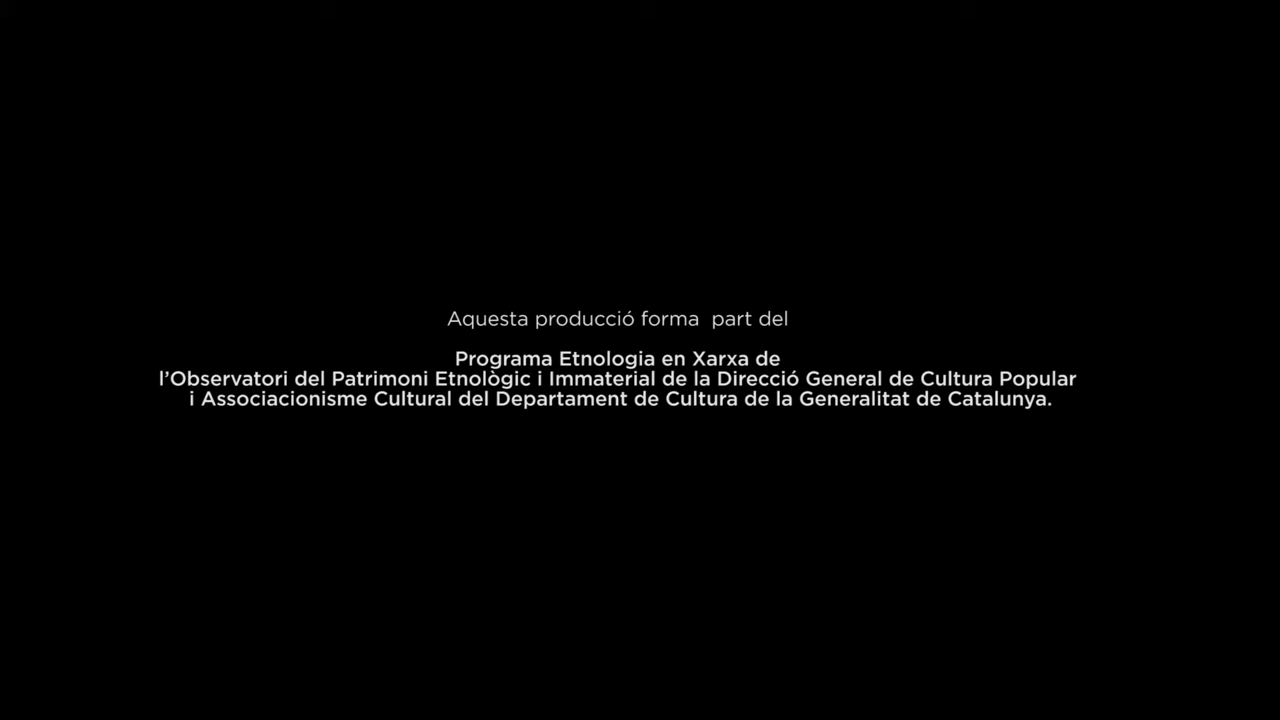 Aquesta producció forma  part del
Programa Etnologia en Xarxa de
l’Observatori del Patrimoni Etnològic i Immaterial de la Direcció General de Cultura Popular
i Associacionisme Cultural del Departament de Cultura de la Generalitat de Catalunya.